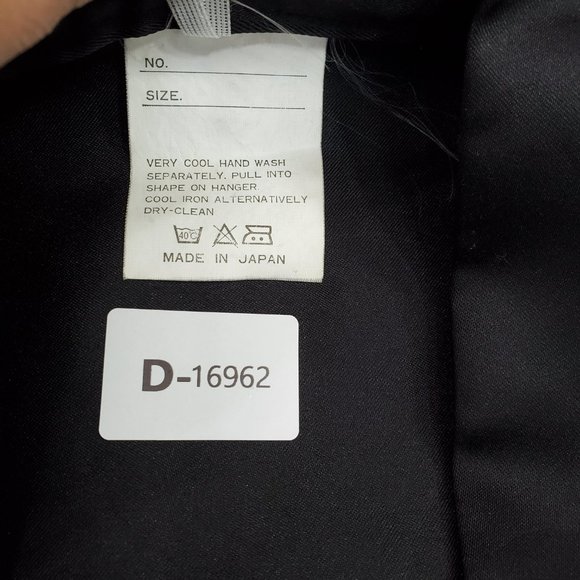 NO.
SIZE.
VERY COOL HAND WASH
SEPARATELY. PULL INTO
SHAPE ON HANGER
COOL IRON ALTERNATIVELY
DRY-CLEAN
40°C
MADE IN JAPAN
D-16962